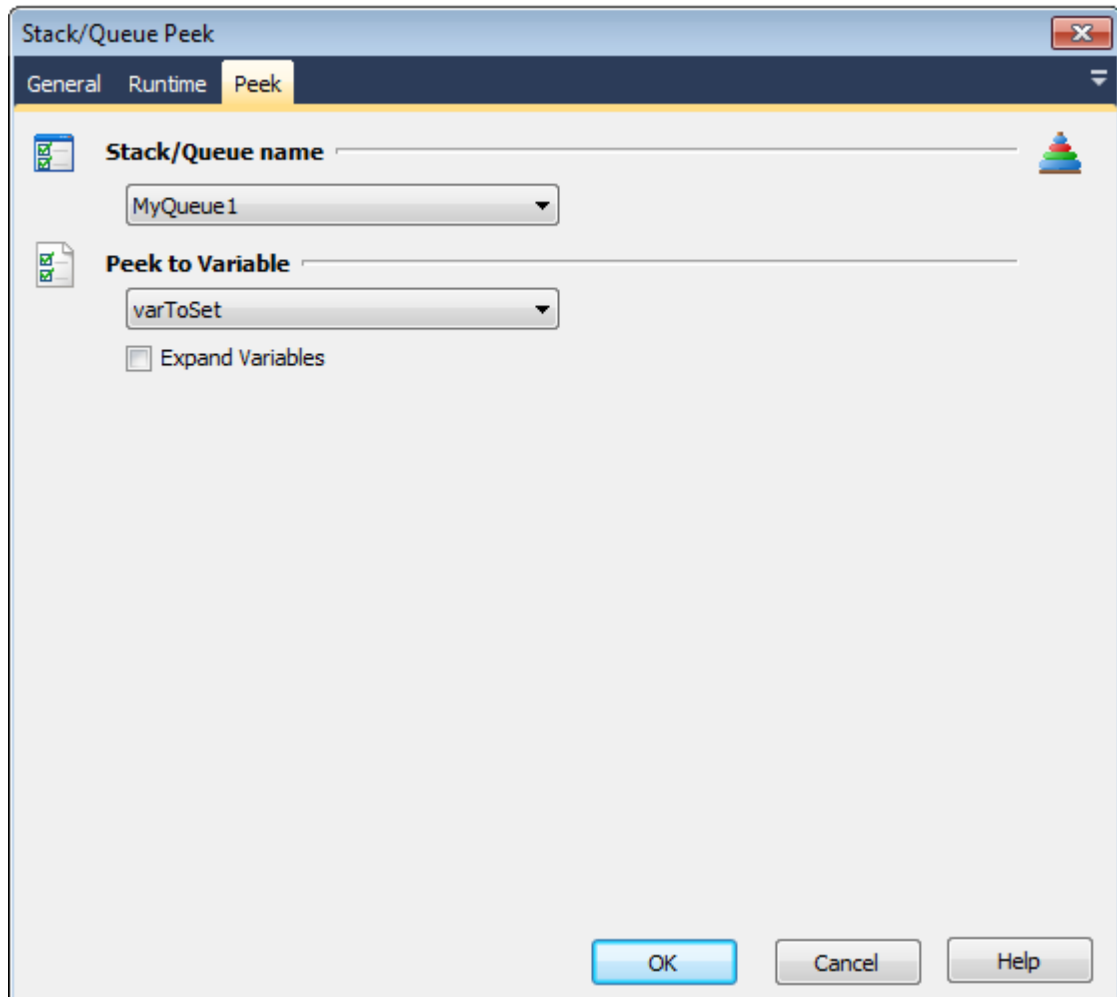 Stack/Queue Peek
General Runtime Peek
Stack/Queue name
MyQueue1
Peek to Variable
varToSet
Expand Variables
OK Cancel Help